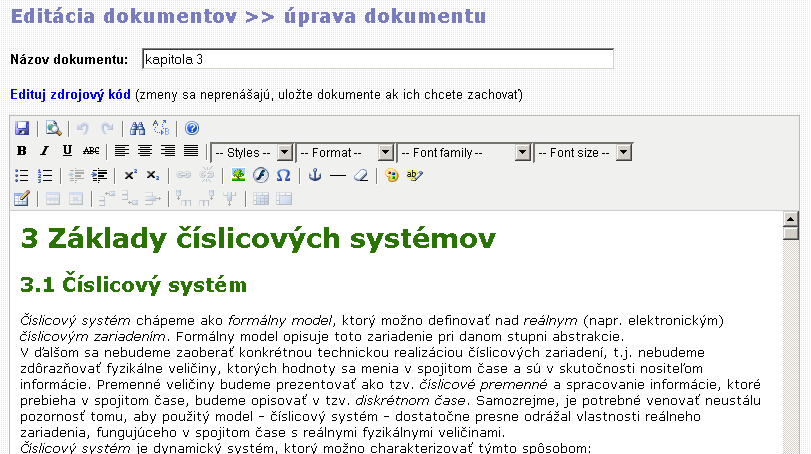 Editácia dokumentov >> úprava dokumentu
Názov dokumentu: kapitola 3
Edituj zdrojový kód (zmeny sa neprenášajú, uložte dokumente ak ich chcete zachovať)
B I U ABC -- Styles -- -- Format -- -- Font family -- -- Font size --
3 Základy číslicových systémov
3.1 Číslicový systém
Číslicový systém chápeme ako formálny model, ktorý možno definovať nad reálnym (napr. elektronickým)
číslicovým zariadením. Formálny model opisuje toto zariadenie pri danom stupni abstrakcie.
V ďalšom sa nebudeme zaoberať konkrétnou technickou realizáciou číslicových zariadení, t.j. nebudeme
zdôrazňovať fyzikálne veličiny, ktorých hodnoty sa menia v spojitom čase a sú v skutočnosti nositeľom
informácie. Premenné veličiny budeme prezentovať ako tzv. číslicové premenné a spracovanie informácie, ktoré
prebieha v spojitom čase, budeme opisovať v tzv. diskrétnom čase. Samozrejme, je potrebné venovať neustálu
pozornosť tomu, aby použitý model - číslicový systém - dostatočne presne odrážal vlastnosti reálneho
zariadenia, fungujúceho v spojitom čase s reálnymi fyzikálnymi veličinami.
Číslicový systém je dynamický systém, ktorý možno charakterizovať týmto spôsobom: